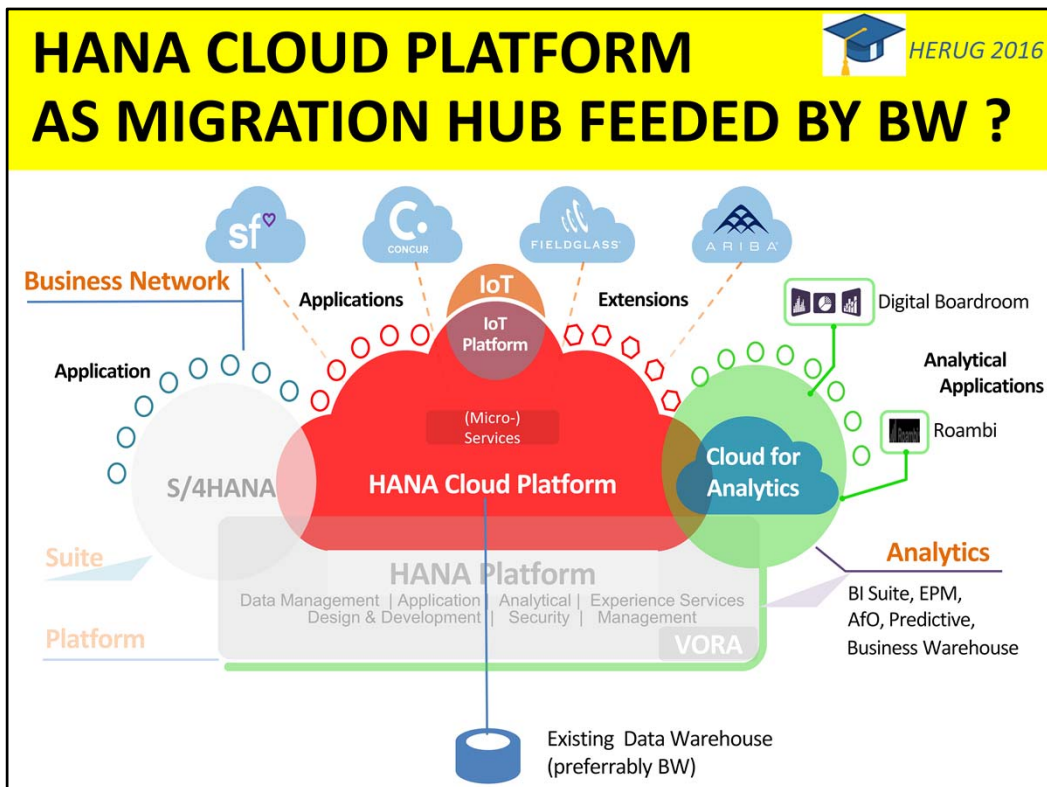 HANA CLOUD PLATFORM
AS MIGRATION HUB FEEDED BY BW ?
HERUG 2016
sf
C.
CONCUR
FIELDGLASS
ARIBA
Business Network
Applications
IoT
Extensions
IoT
Platform
Digital Boardroom
Application
Analytical
Applications
(Micro-)
Services
Roambi
Roambi
S/4HANA
HANA Cloud Platform
Cloud for
Analytics
Suite
HANA Platform
Data Management | Application | Analytical | Experience Services
Design & Development | Security | Management
VORA
Platform
Analytics
BI Suite, EPM,
AfO, Predictive,
Business Warehouse
Existing Data Warehouse
(preferrably BW)